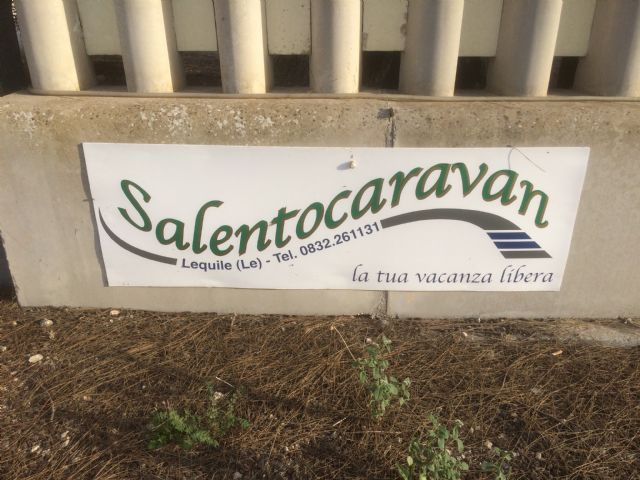 Salentocaravan
Lequile (Le) - Tel. 0832.261131
la tua vacanza libera